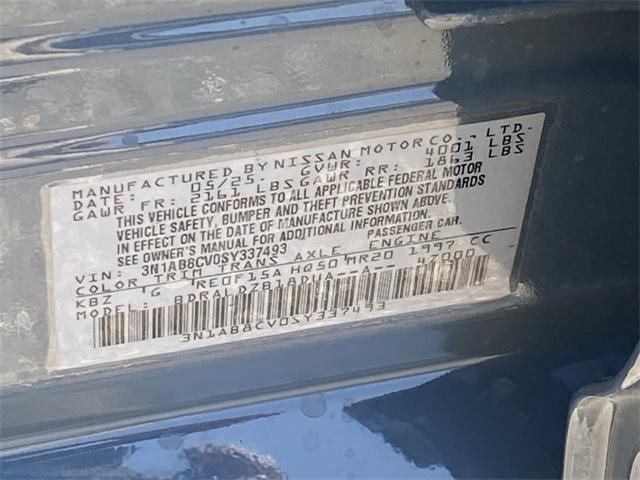 MANUFACTURED BY NISSAN MOTOR CO., LTD.
DATE: 05/25. GVWR: 4001 LBS
GAWR FR: 2161 LBS GAWR RR: 1863 LBS
THIS VEHICLE CONFORMS TO ALL APPLICABLE FEDERAL MOTOR
VEHICLE SAFETY, BUMPER AND THEFT PREVENTION STANDARDS
IN EFFECT ON THE DATE OF MANUFACTURE SHOWN ABOVE.
SEE OWNER'S MANUAL FOR ADDITIONAL INFORMATION.
VIN: 3N1AB8CV0SY337493 PASSENGER CAR.
COLOR TRIM TRANS AXLE ENGINE
KBZ G RE0F15A HQ50 MR20 1997 CC
MODEL: BDRALDZB18DUA--A-- 47000
3N1AB8CV0SY337493